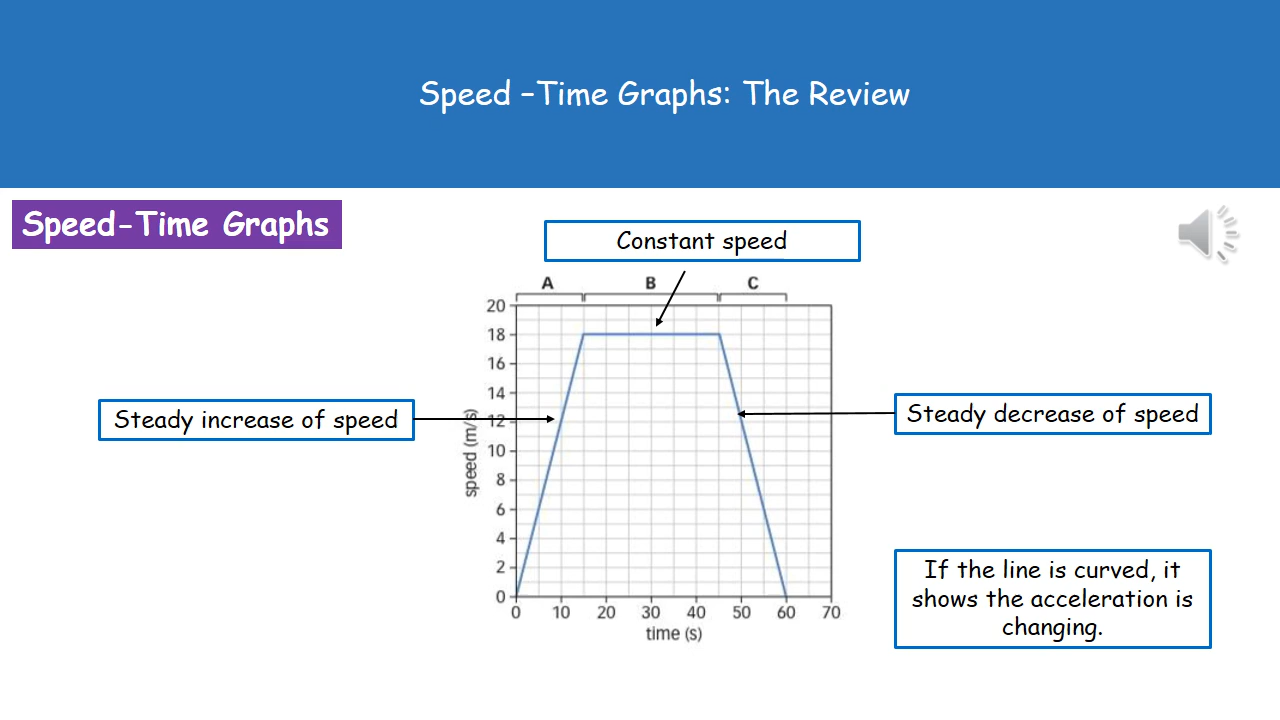 Speed –Time Graphs: The Review
Speed-Time Graphs
Constant speed
A B C
20
18
16
14
12
10
8
6
4
2
0
speed (m/s)
Steady increase of speed
Steady decrease of speed
0 10 20 30 40 50 60 70
time (s)
If the line is curved, it
shows the acceleration is
changing.